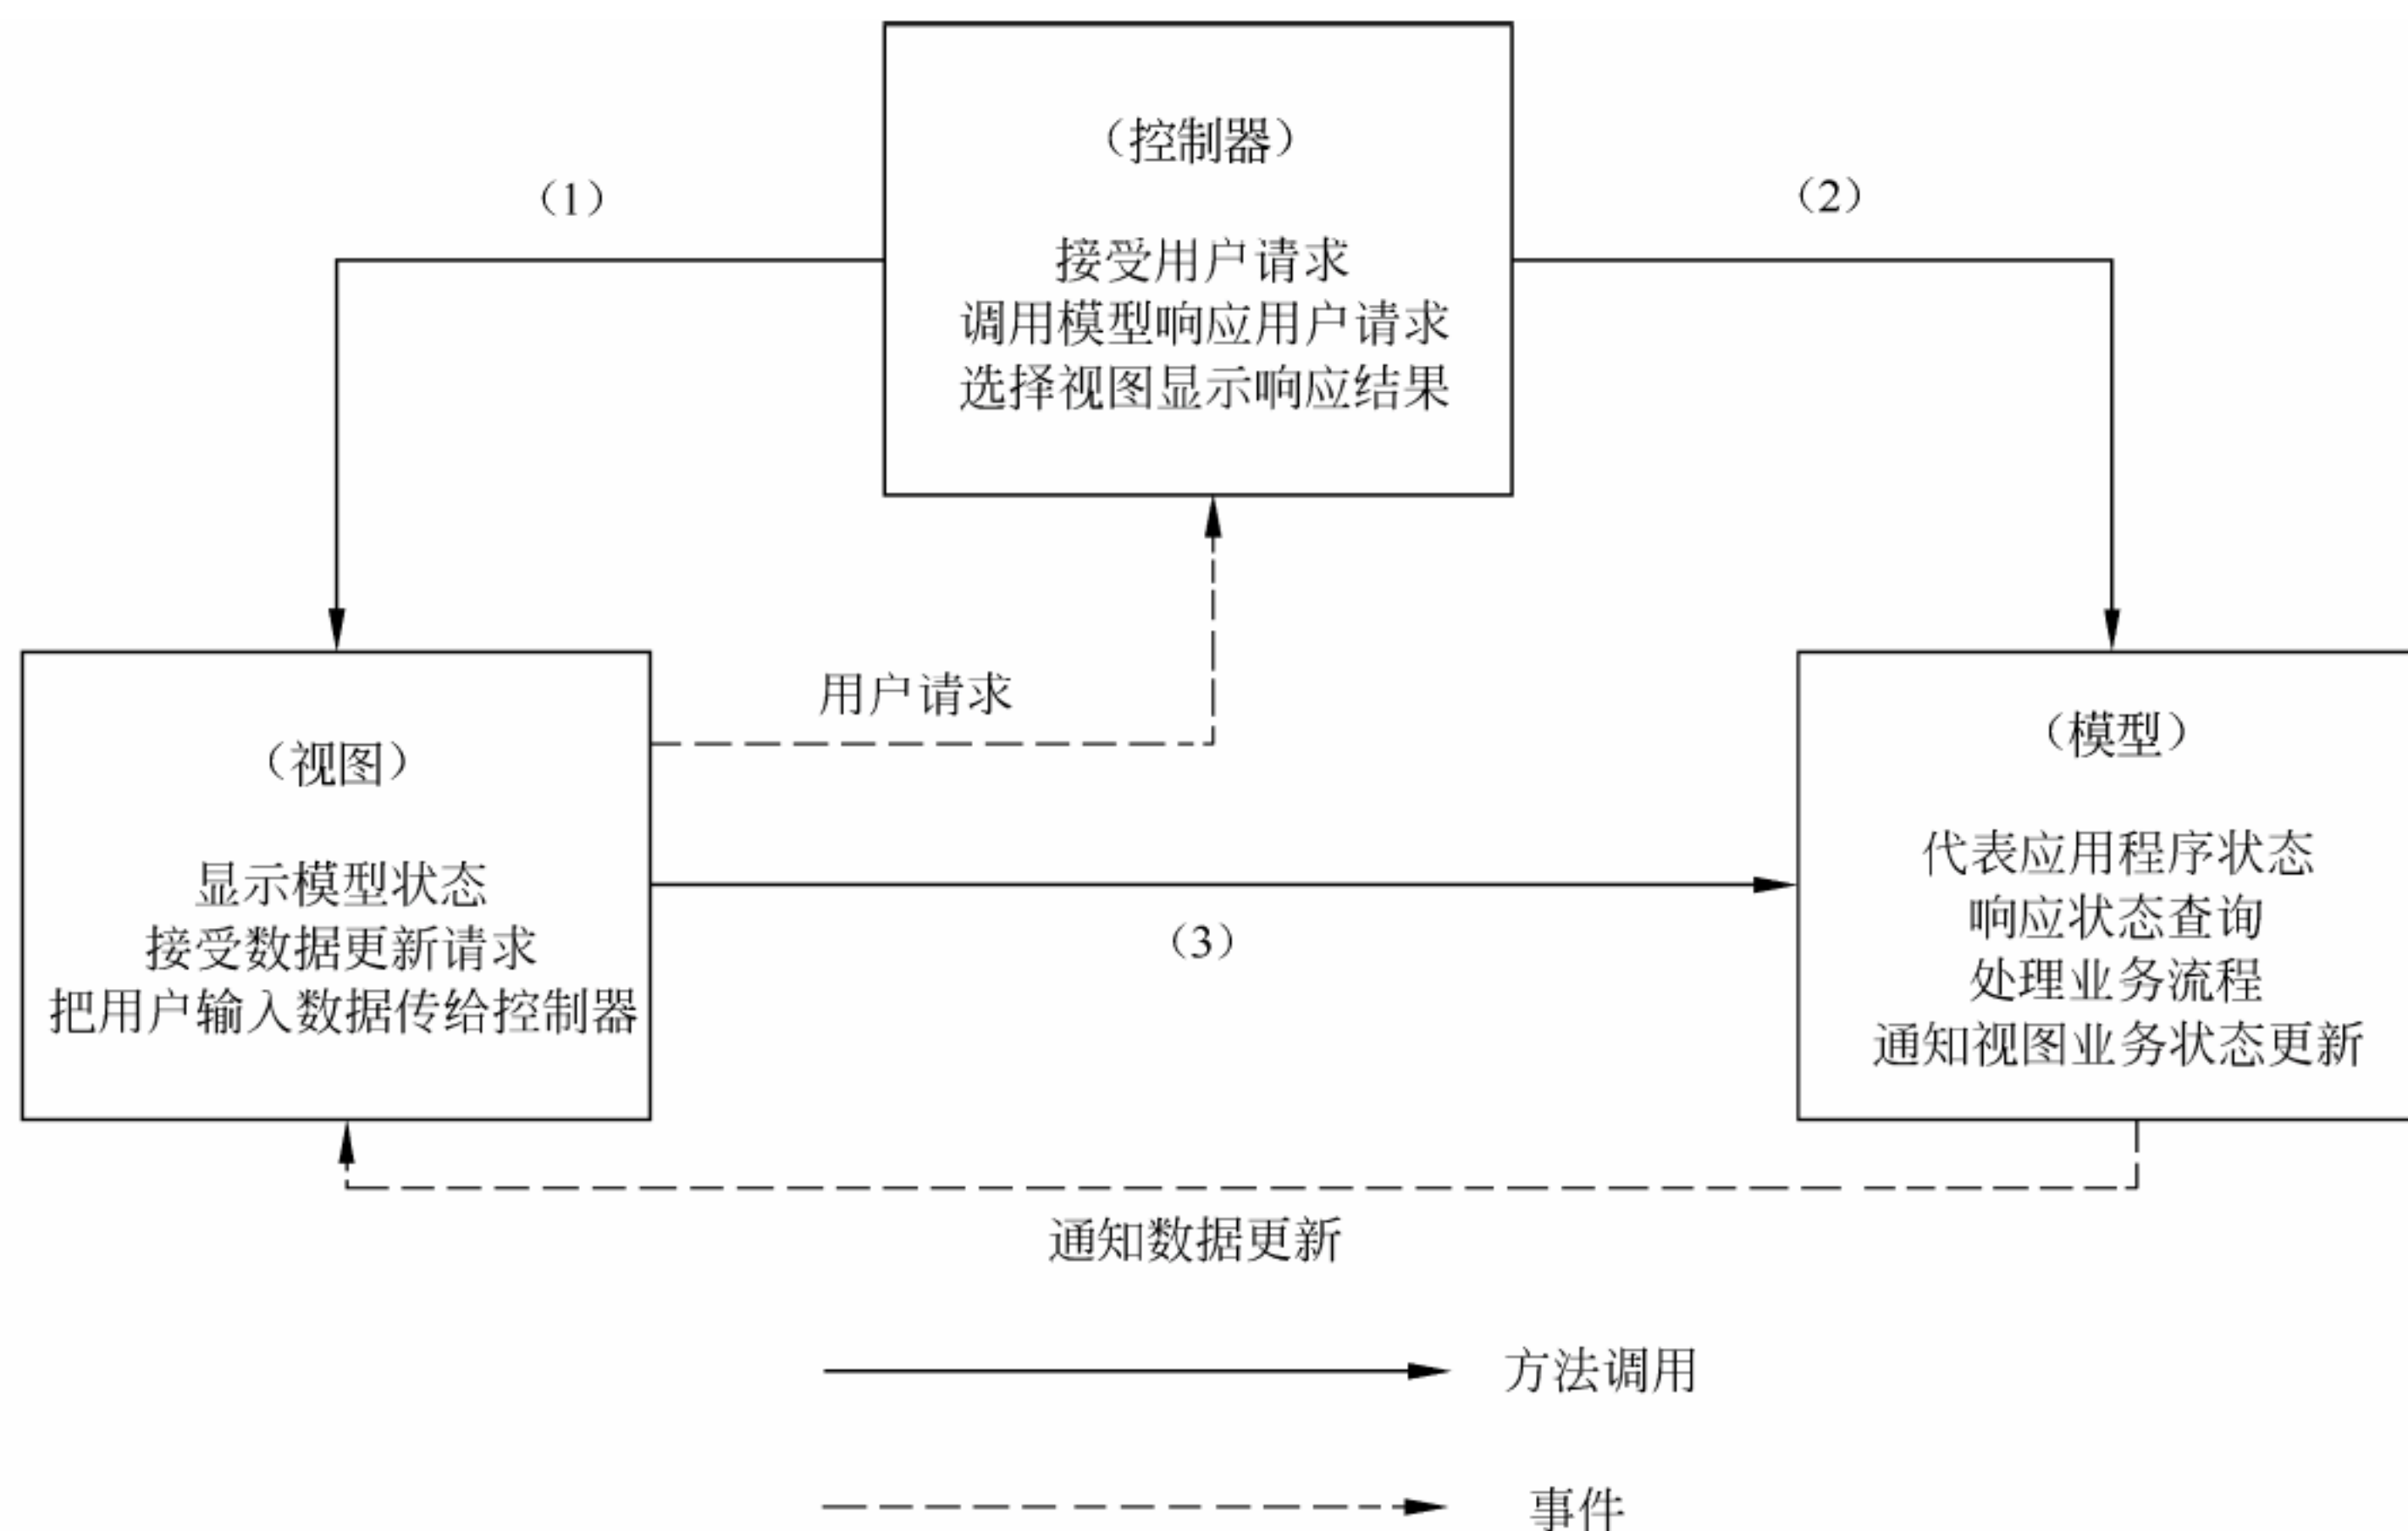 （控制器）
接受用户请求
调用模型响应用户请求
选择视图显示响应结果
（1）
（2）
用户请求
（视图）
显示模型状态
接受数据更新请求
把用户输入数据传给控制器
（3）
（模型）
代表应用程序状态
响应状态查询
处理业务流程
通知视图业务状态更新
通知数据更新
方法调用
事件